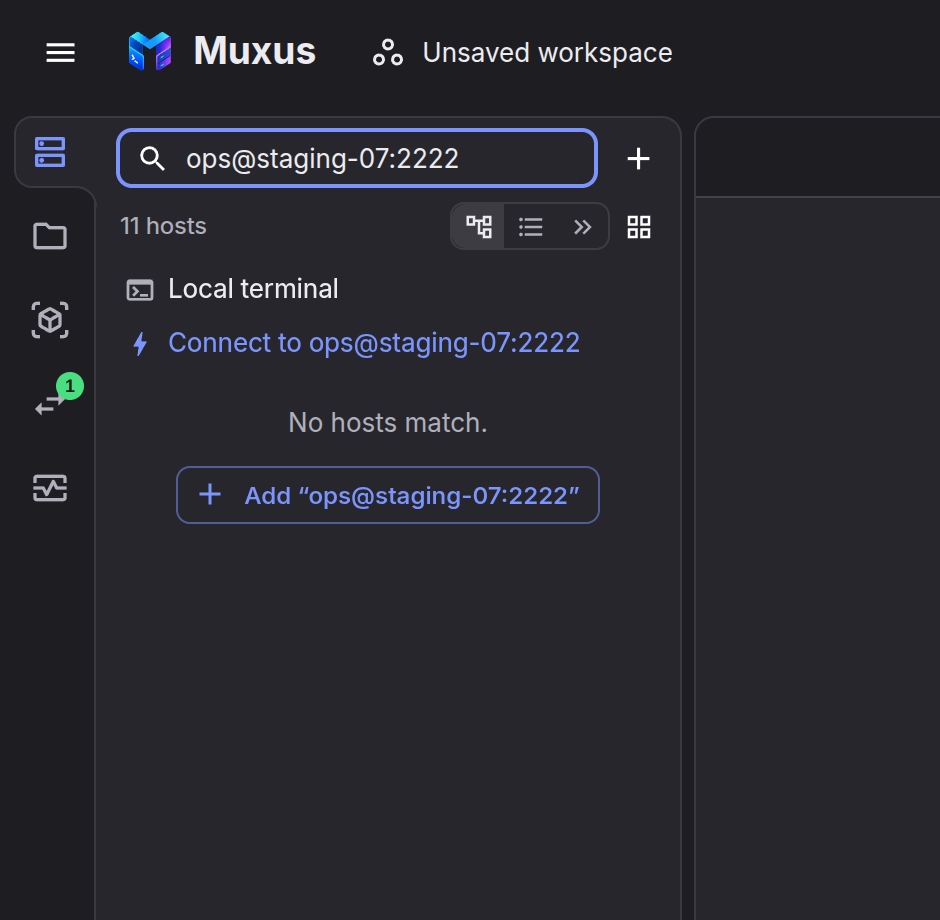 Muxus
Unsaved workspace
ops@staging-07:2222
11 hosts
Local terminal
Connect to ops@staging-07:2222
1
No hosts match.
Add “ops@staging-07:2222”